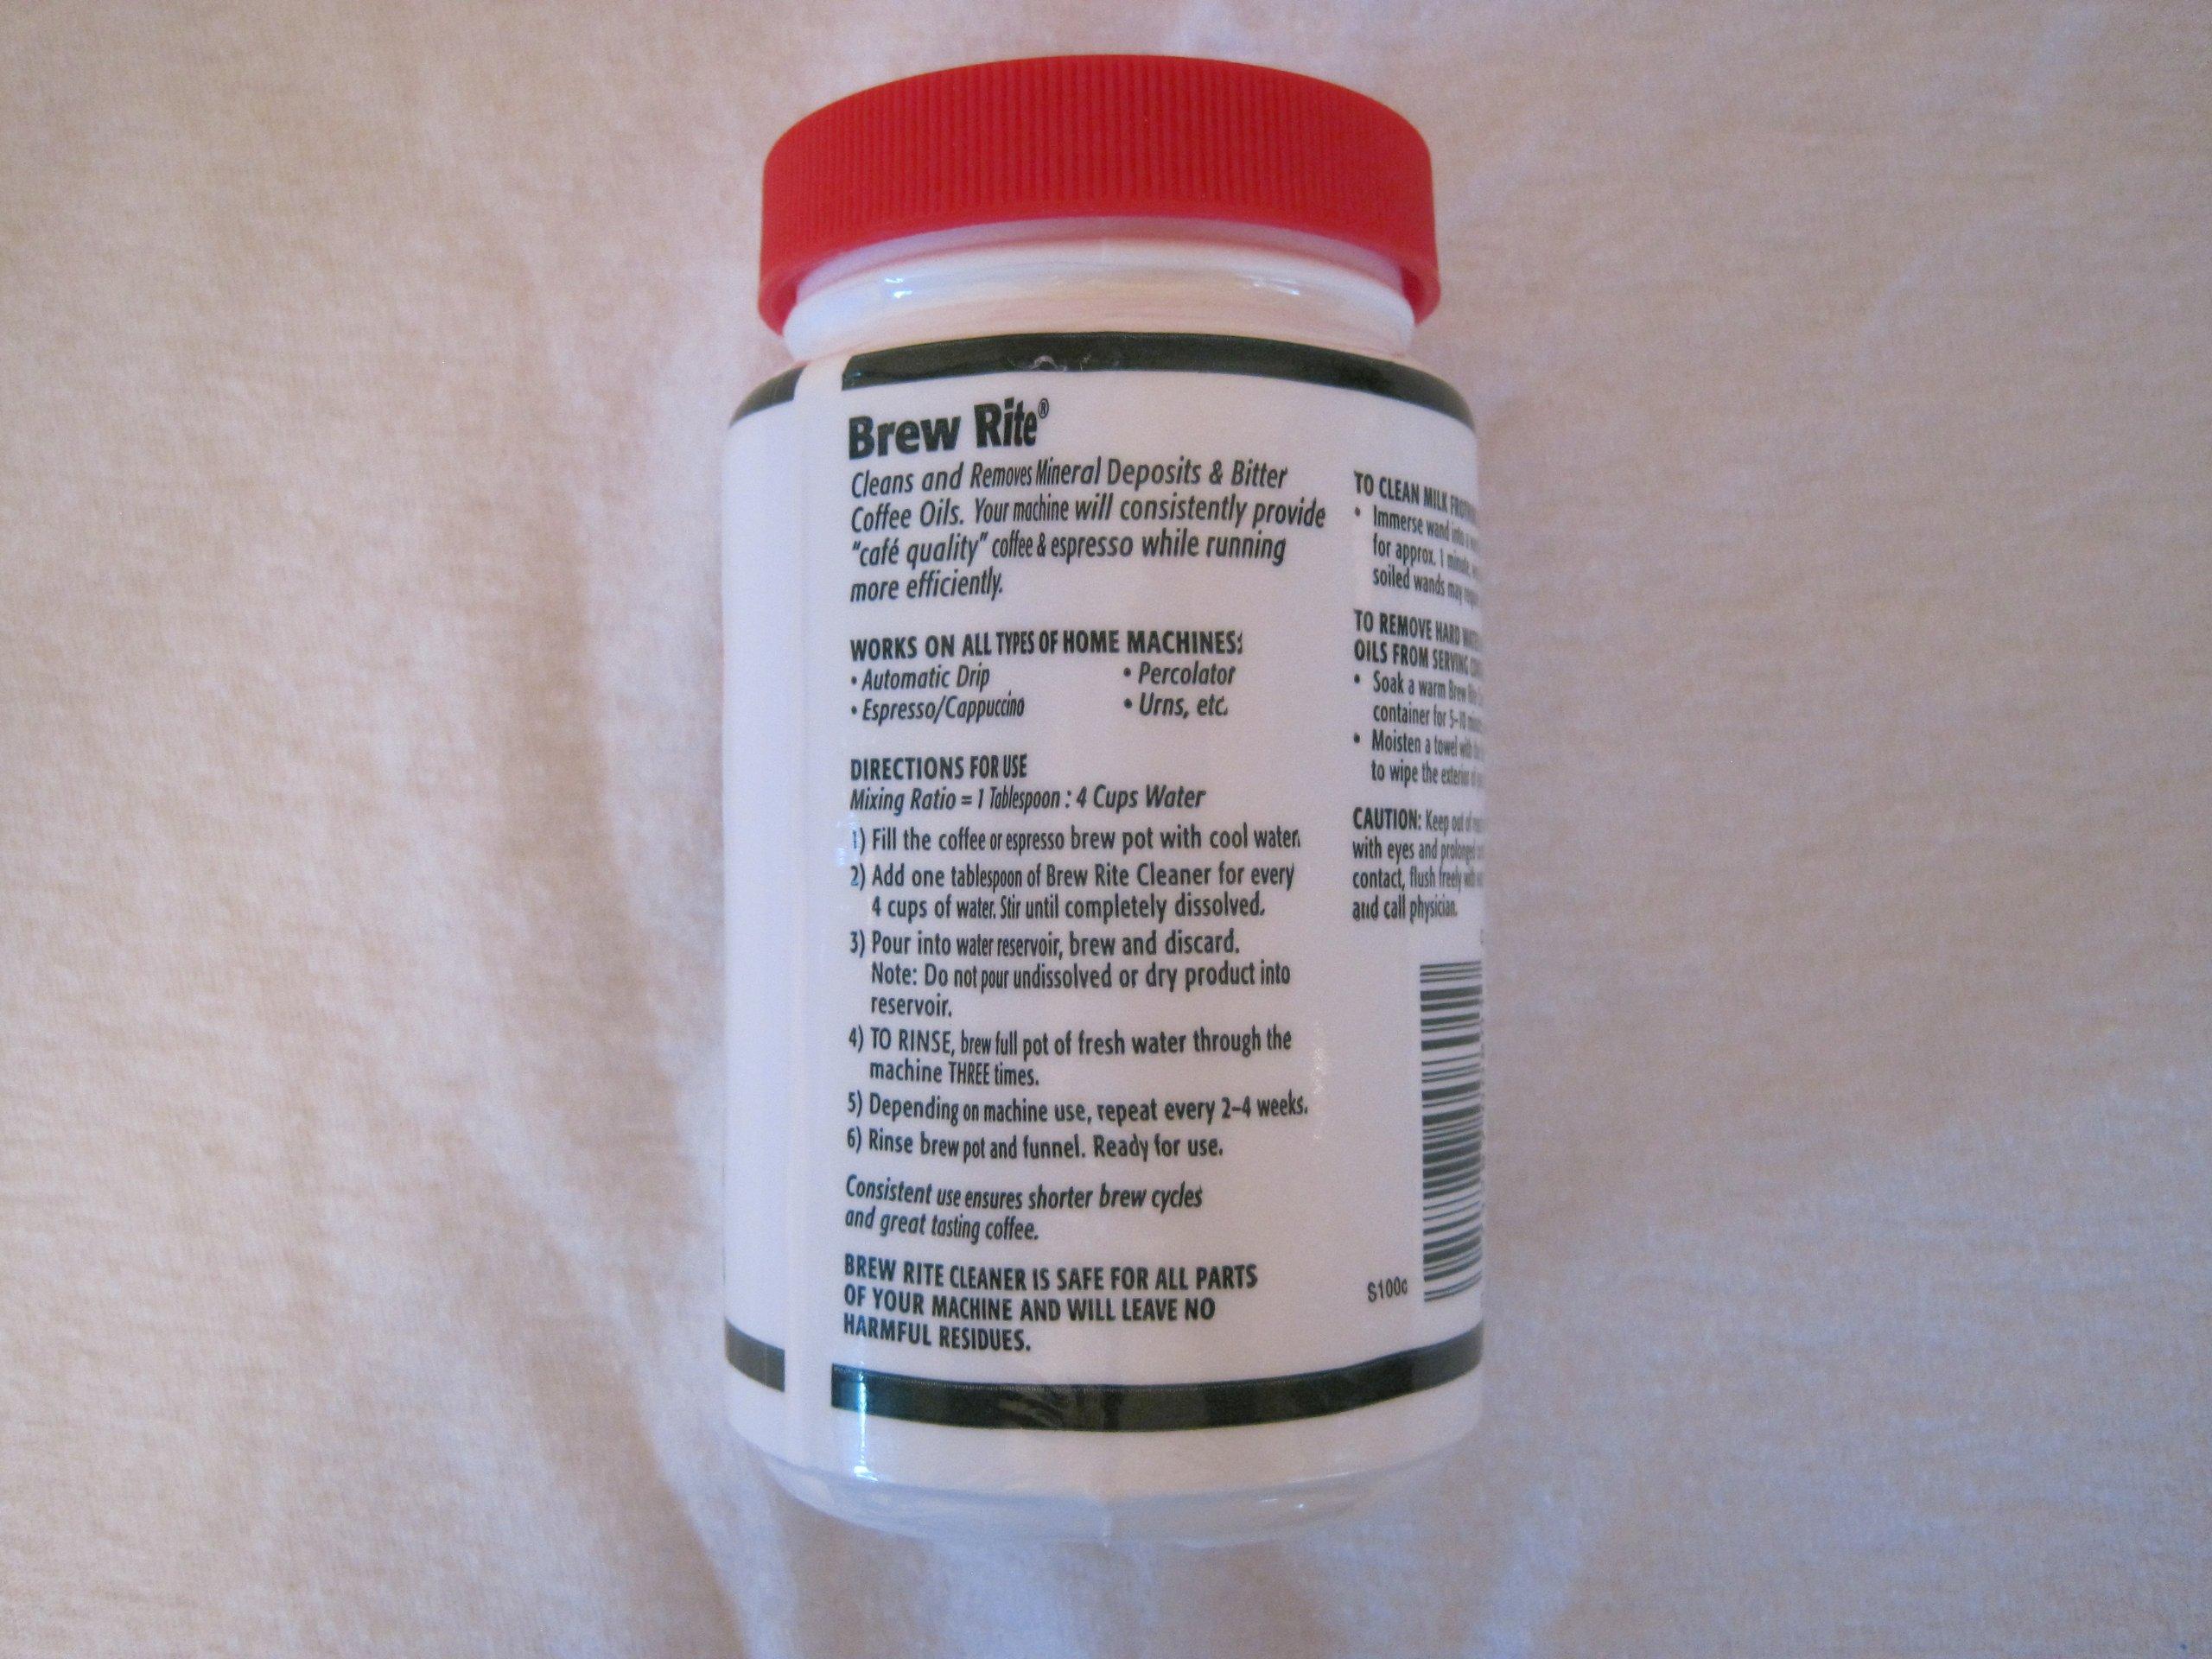 Brew Rite®
Cleans and Removes Mineral Deposits & Bitter
Coffee Oils. Your machine will consistently provide
"café quality" coffee & espresso while running
more efficiently.
WORKS ON ALL TYPES OF HOME MACHINES:
• Automatic Drip • Percolator
• Espresso/Cappuccino • Urns, etc.
DIRECTIONS FOR USE
Mixing Ratio = 1 Tablespoon : 4 Cups Water
1) Fill the coffee or espresso brew pot with cool water.
2) Add one tablespoon of Brew Rite Cleaner for every
4 cups of water. Stir until completely dissolved.
3) Pour into water reservoir, brew and discard.
Note: Do not pour undissolved or dry product into
reservoir.
4) TO RINSE, brew full pot of fresh water through the
machine THREE times.
5) Depending on machine use, repeat every 2–4 weeks.
6) Rinse brew pot and funnel. Ready for use.
Consistent use ensures shorter brew cycles
and great tasting coffee.
BREW RITE CLEANER IS SAFE FOR ALL PARTS
OF YOUR MACHINE AND WILL LEAVE NO
HARMFUL RESIDUES.
TO CLEAN MILK
• Immerse wand into a
for approx. 1 minute
soiled wands may
TO REMOVE HARD
OILS FROM SERVING
• Soak a warm Brew
container for 5–10
• Moisten a towel with
to wipe the exterior
CAUTION: Keep out of
with eyes and prolonged
contact, flush freely
and call physician.
S100c